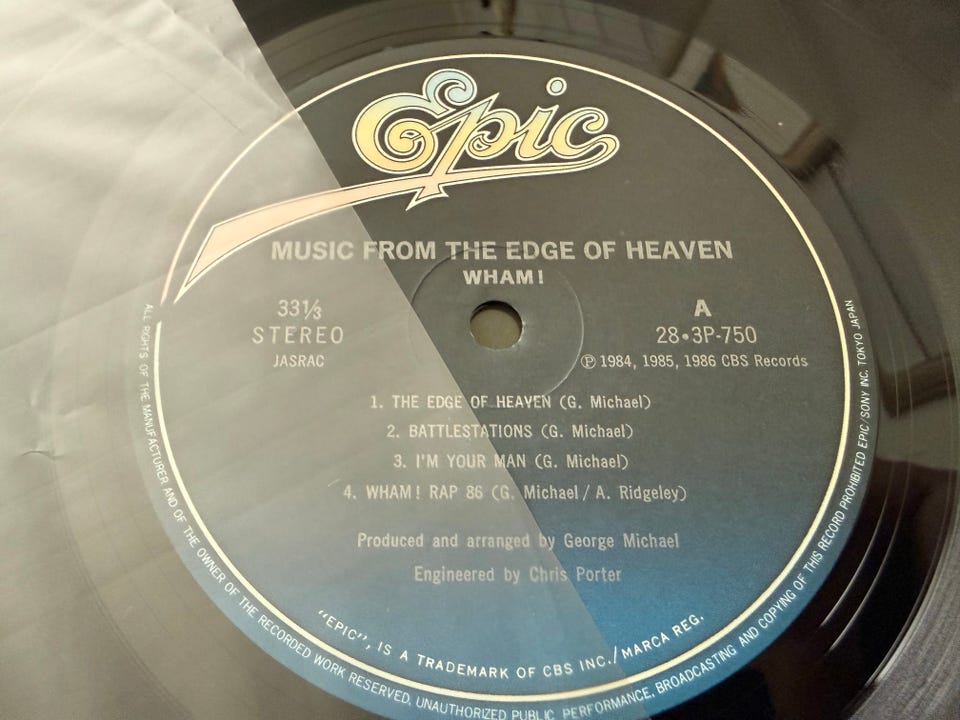 Epic
MUSIC FROM THE EDGE OF HEAVEN
WHAM!
33⅓
STEREO
JASRAC
A
28•3P-750
Ⓟ 1984, 1985, 1986 CBS Records
1. THE EDGE OF HEAVEN (G. Michael)
2. BATTLESTATIONS (G. Michael)
3. I'M YOUR MAN (G. Michael)
4. WHAM! RAP 86 (G. Michael / A. Ridgeley)
Produced and arranged by George Michael
Engineered by Chris Porter
"EPIC", IS A TRADEMARK OF CBS INC./MARCA REG.
ALL RIGHTS OF THE MANUFACTURER AND OF THE OWNER OF THE RECORDED WORK RESERVED, UNAUTHORIZED PUBLIC PERFORMANCE, BROADCASTING AND COPYING OF THIS RECORD PROHIBITED EPIC/SONY INC. TOKYO JAPAN